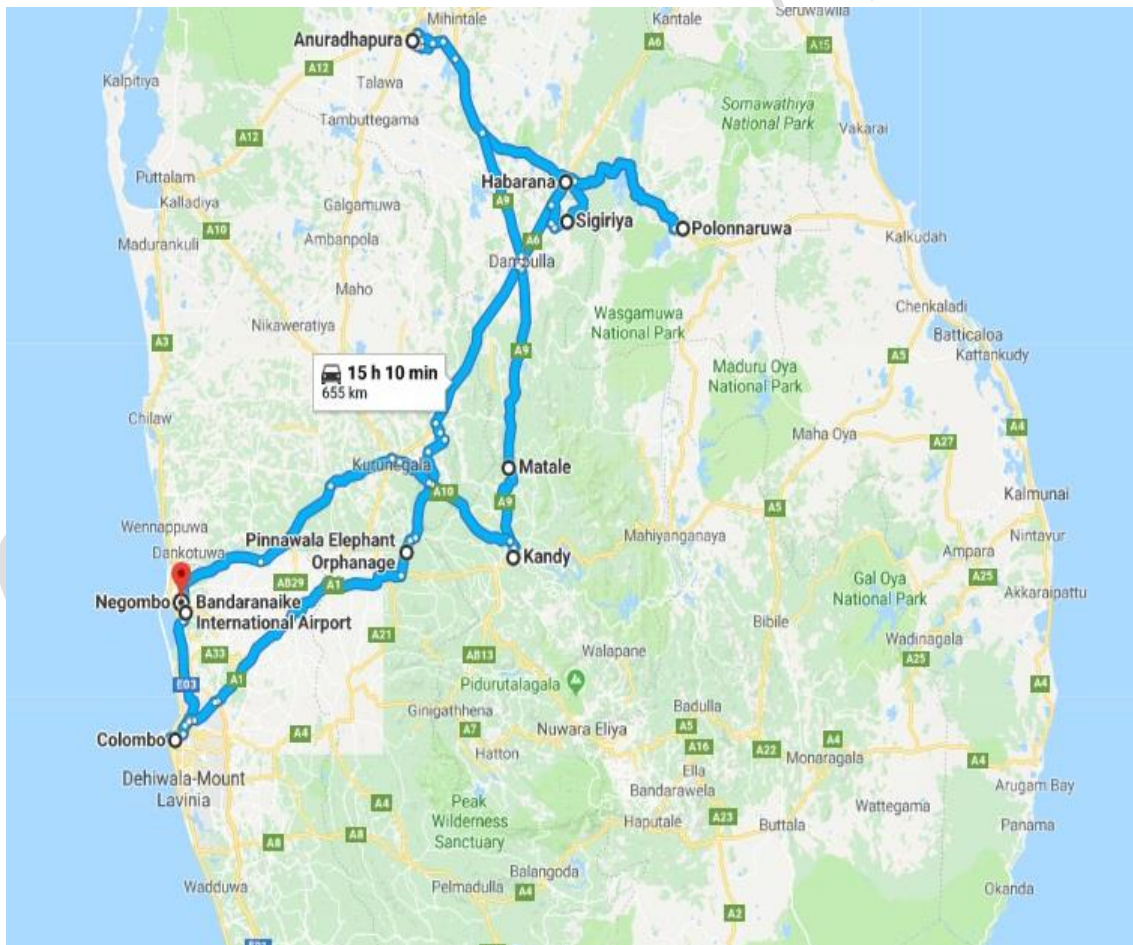 Mihintale
Kantale
Seruwawila
Anuradhapura
A6
A15
A12
Kalpitiya
Talawa
Somawathiya
National Park
Tambuttegama
Vakarai
A12
Puttalam
Habarana
Kalladiya
A9
Galgamuwa
Sigiriya
Polonnaruwa
A10
Ambanpola
A6
Kalkudah
Madurankuli
Dambulla
Maho
Chenkaladi
Wasgamuwa
National Park
Nikaweratiya
Batticaloa
Kattankudy
A3
A9
A5
Maduru Oya
National Park
15 h 10 min
655 km
Chilaw
A4
Maha Oya
A27
Kurunegala
Matale
A10
Kalmunai
A9
A5
Wennappuwa
Mahiyanganaya
Nintavur
Pinnawala Elephant
Orphanage
Dankotuwa
Kandy
Ampara
A25
AB29
A1
Gal Oya
National Park
Akkaraipattu
Negombo
Bandaranaike
International Airport
Bibile
A21
Wadinagala
A33
AB13
Walapane
A25
A1
E03
Pidurutalagala
A4
Badulla
Ginigathhena
Nuwara Eliya
A5
Colombo
A4
A7
A4
Hatton
A16
A22
Monaragala
A4
Dehiwala-Mount
Lavinia
Ella
Arugam Bay
Bandarawela
Peak
Wilderness
Sanctuary
A4
Wattegama
Haputale
A23
Buttala
Panama
A8
A8
Balangoda
Wadduwa
Pelmadulla
A4
Okanda
A2